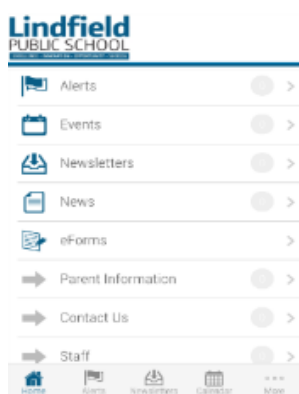 Lindfield
PUBLIC SCHOOL
Alerts
Events
Newsletters
News
eForms
Parent Information
Contact Us
Staff
Home
Alerts
Newsletters
Calendar
More